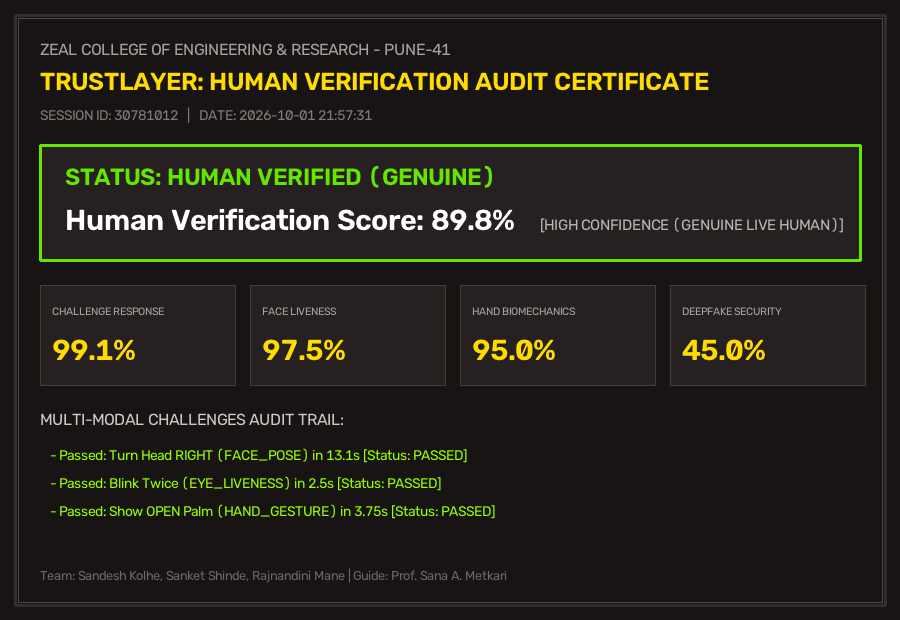 ZEAL COLLEGE OF ENGINEERING & RESEARCH - PUNE-41
TRUSTLAYER: HUMAN VERIFICATION AUDIT CERTIFICATE
SESSION ID: 30781012 | DATE: 2026-10-01 21:57:31
STATUS: HUMAN VERIFIED (GENUINE)
Human Verification Score: 89.8% [HIGH CONFIDENCE (GENUINE LIVE HUMAN)]
CHALLENGE RESPONSE FACE LIVENESS HAND BIOMECHANICS DEEPFAKE SECURITY
99.1% 97.5% 95.0% 45.0%
MULTI-MODAL CHALLENGES AUDIT TRAIL:
- Passed: Turn Head RIGHT (FACE_POSE) in 13.1s [Status: PASSED]
- Passed: Blink Twice (EYE_LIVENESS) in 2.5s [Status: PASSED]
- Passed: Show OPEN Palm (HAND_GESTURE) in 3.75s [Status: PASSED]
Team: Sandesh Kolhe, Sanket Shinde, Rajnandini Mane | Guide: Prof. Sana A. Metkari